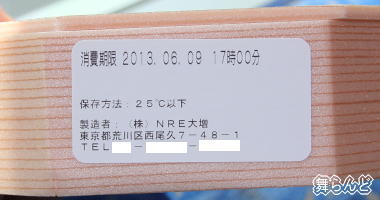 消費期限 2013.06.09 17時00分
保存方法：25℃以下
製造者：（株）NRE大増
東京都荒川区西尾久7－48－1
TEL － －
舞らんど